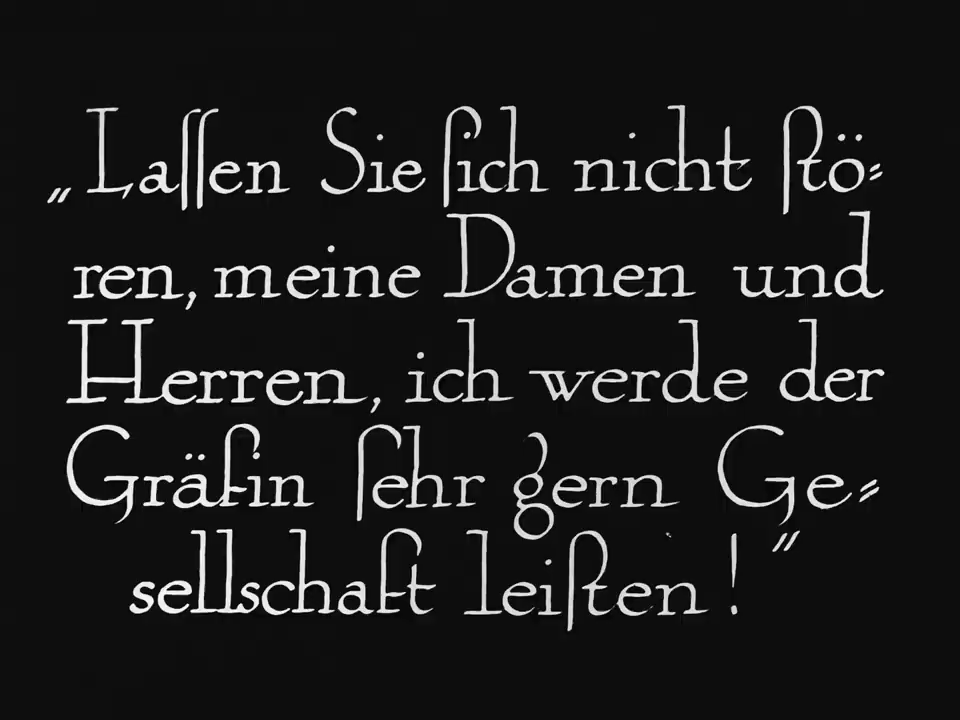 „Laſſen Sie ſich nicht ſtö⸗
ren, meine Damen und
Herren, ich werde der
Gräfin ſehr gern Ge⸗
sellschaft leiſten!"